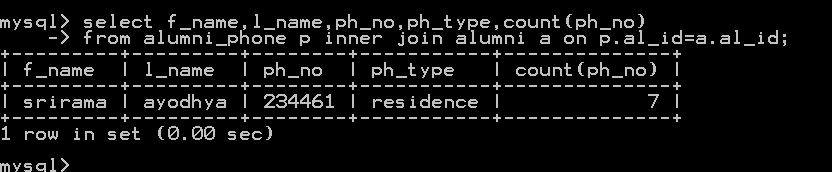 mysql> select f_name,l_name,ph_no,ph_type,count(ph_no)
    -> from alumni_phone p inner join alumni a on p.al_id=a.al_id;
+---------+---------+--------+-----------+--------------+
| f_name  | l_name  | ph_no  | ph_type   | count(ph_no) |
+---------+---------+--------+-----------+--------------+
| srirama | ayodhya | 234461 | residence |            7 |
+---------+---------+--------+-----------+--------------+
1 row in set (0.00 sec)
mysql>